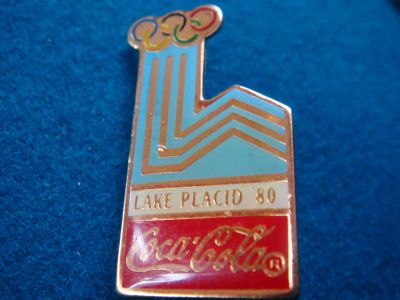 LAKE PLACID '80
Coca-Cola ®